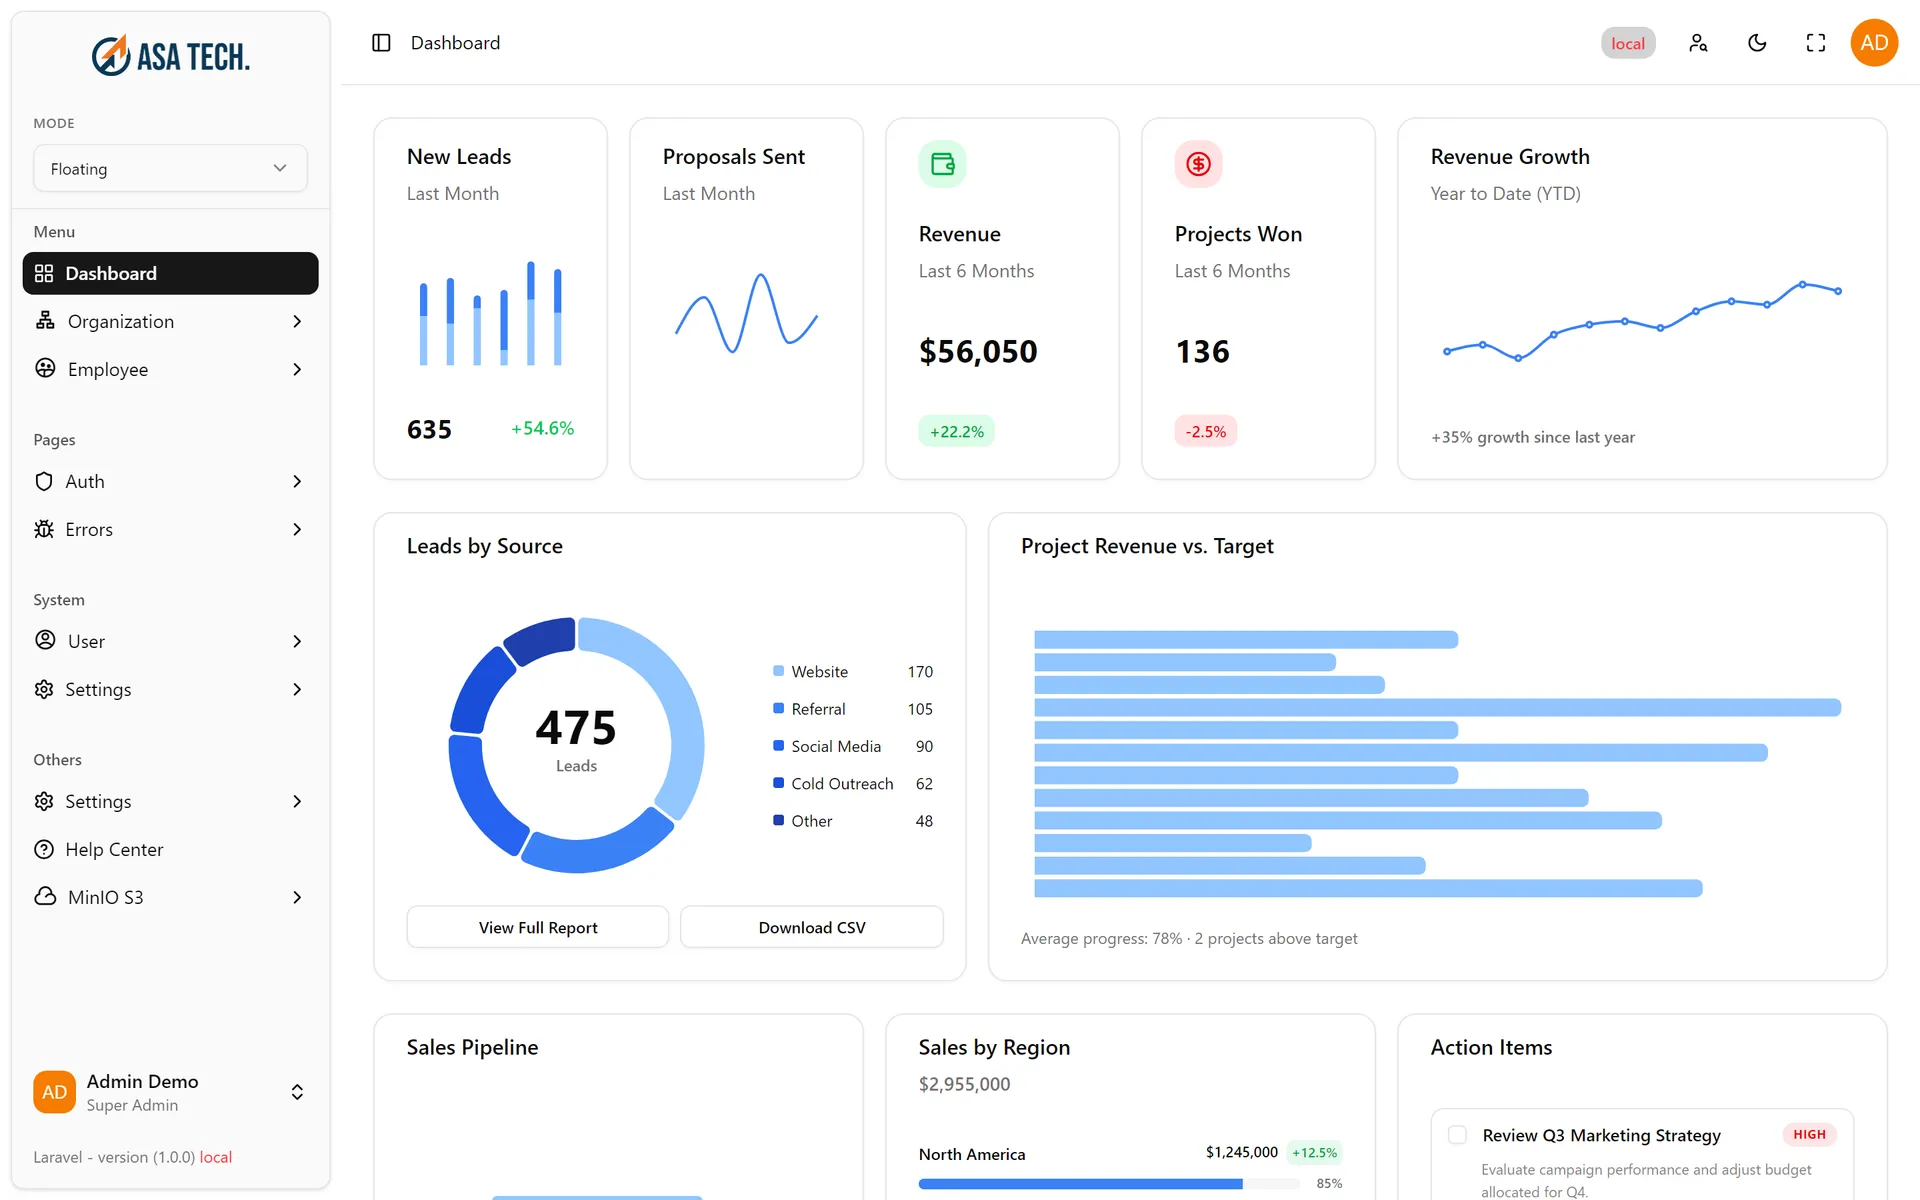 ASA TECH.
MODE
Floating
Menu
Dashboard
Organization
Employee
Pages
Auth
Errors
System
User
Settings
Others
Settings
Help Center
MinIO S3
AD
Admin Demo
Super Admin
Laravel - version (1.0.0) local
Dashboard
local
AD
New Leads
Last Month
635
+54.6%
Proposals Sent
Last Month
Revenue
Last 6 Months
$56,050
+22.2%
Projects Won
Last 6 Months
136
-2.5%
Revenue Growth
Year to Date (YTD)
+35% growth since last year
Leads by Source
475
Leads
Website 170
Referral 105
Social Media 90
Cold Outreach 62
Other 48
View Full Report
Download CSV
Project Revenue vs. Target
Average progress: 78% · 2 projects above target
Sales Pipeline
Sales by Region
$2,955,000
North America $1,245,000 +12.5%
85%
Action Items
Review Q3 Marketing Strategy HIGH
Evaluate campaign performance and adjust budget
allocated for Q4.